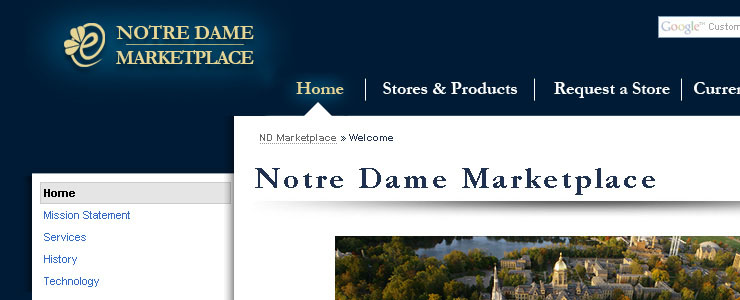 NOTRE DAME
MARKETPLACE
Google™ Custom
Home
Stores & Products
Request a Store
ND Marketplace » Welcome
Notre Dame Marketplace
Home
Mission Statement
Services
History
Technology